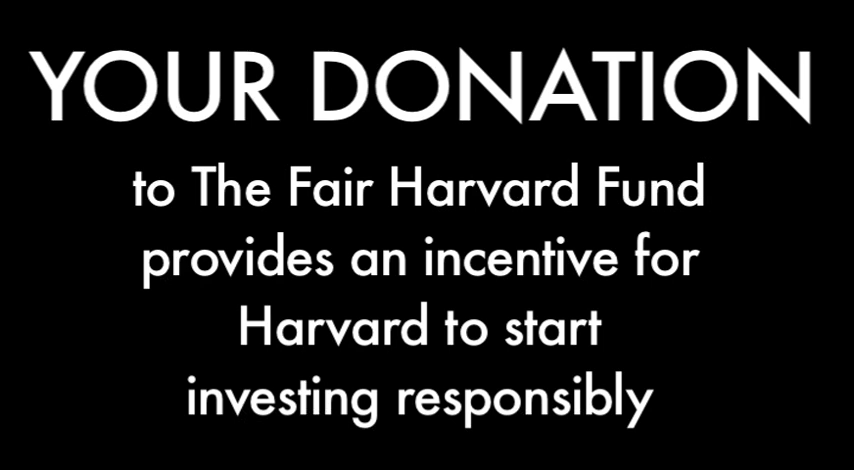 YOUR DONATION
to The Fair Harvard Fund
provides an incentive for
Harvard to start
investing responsibly